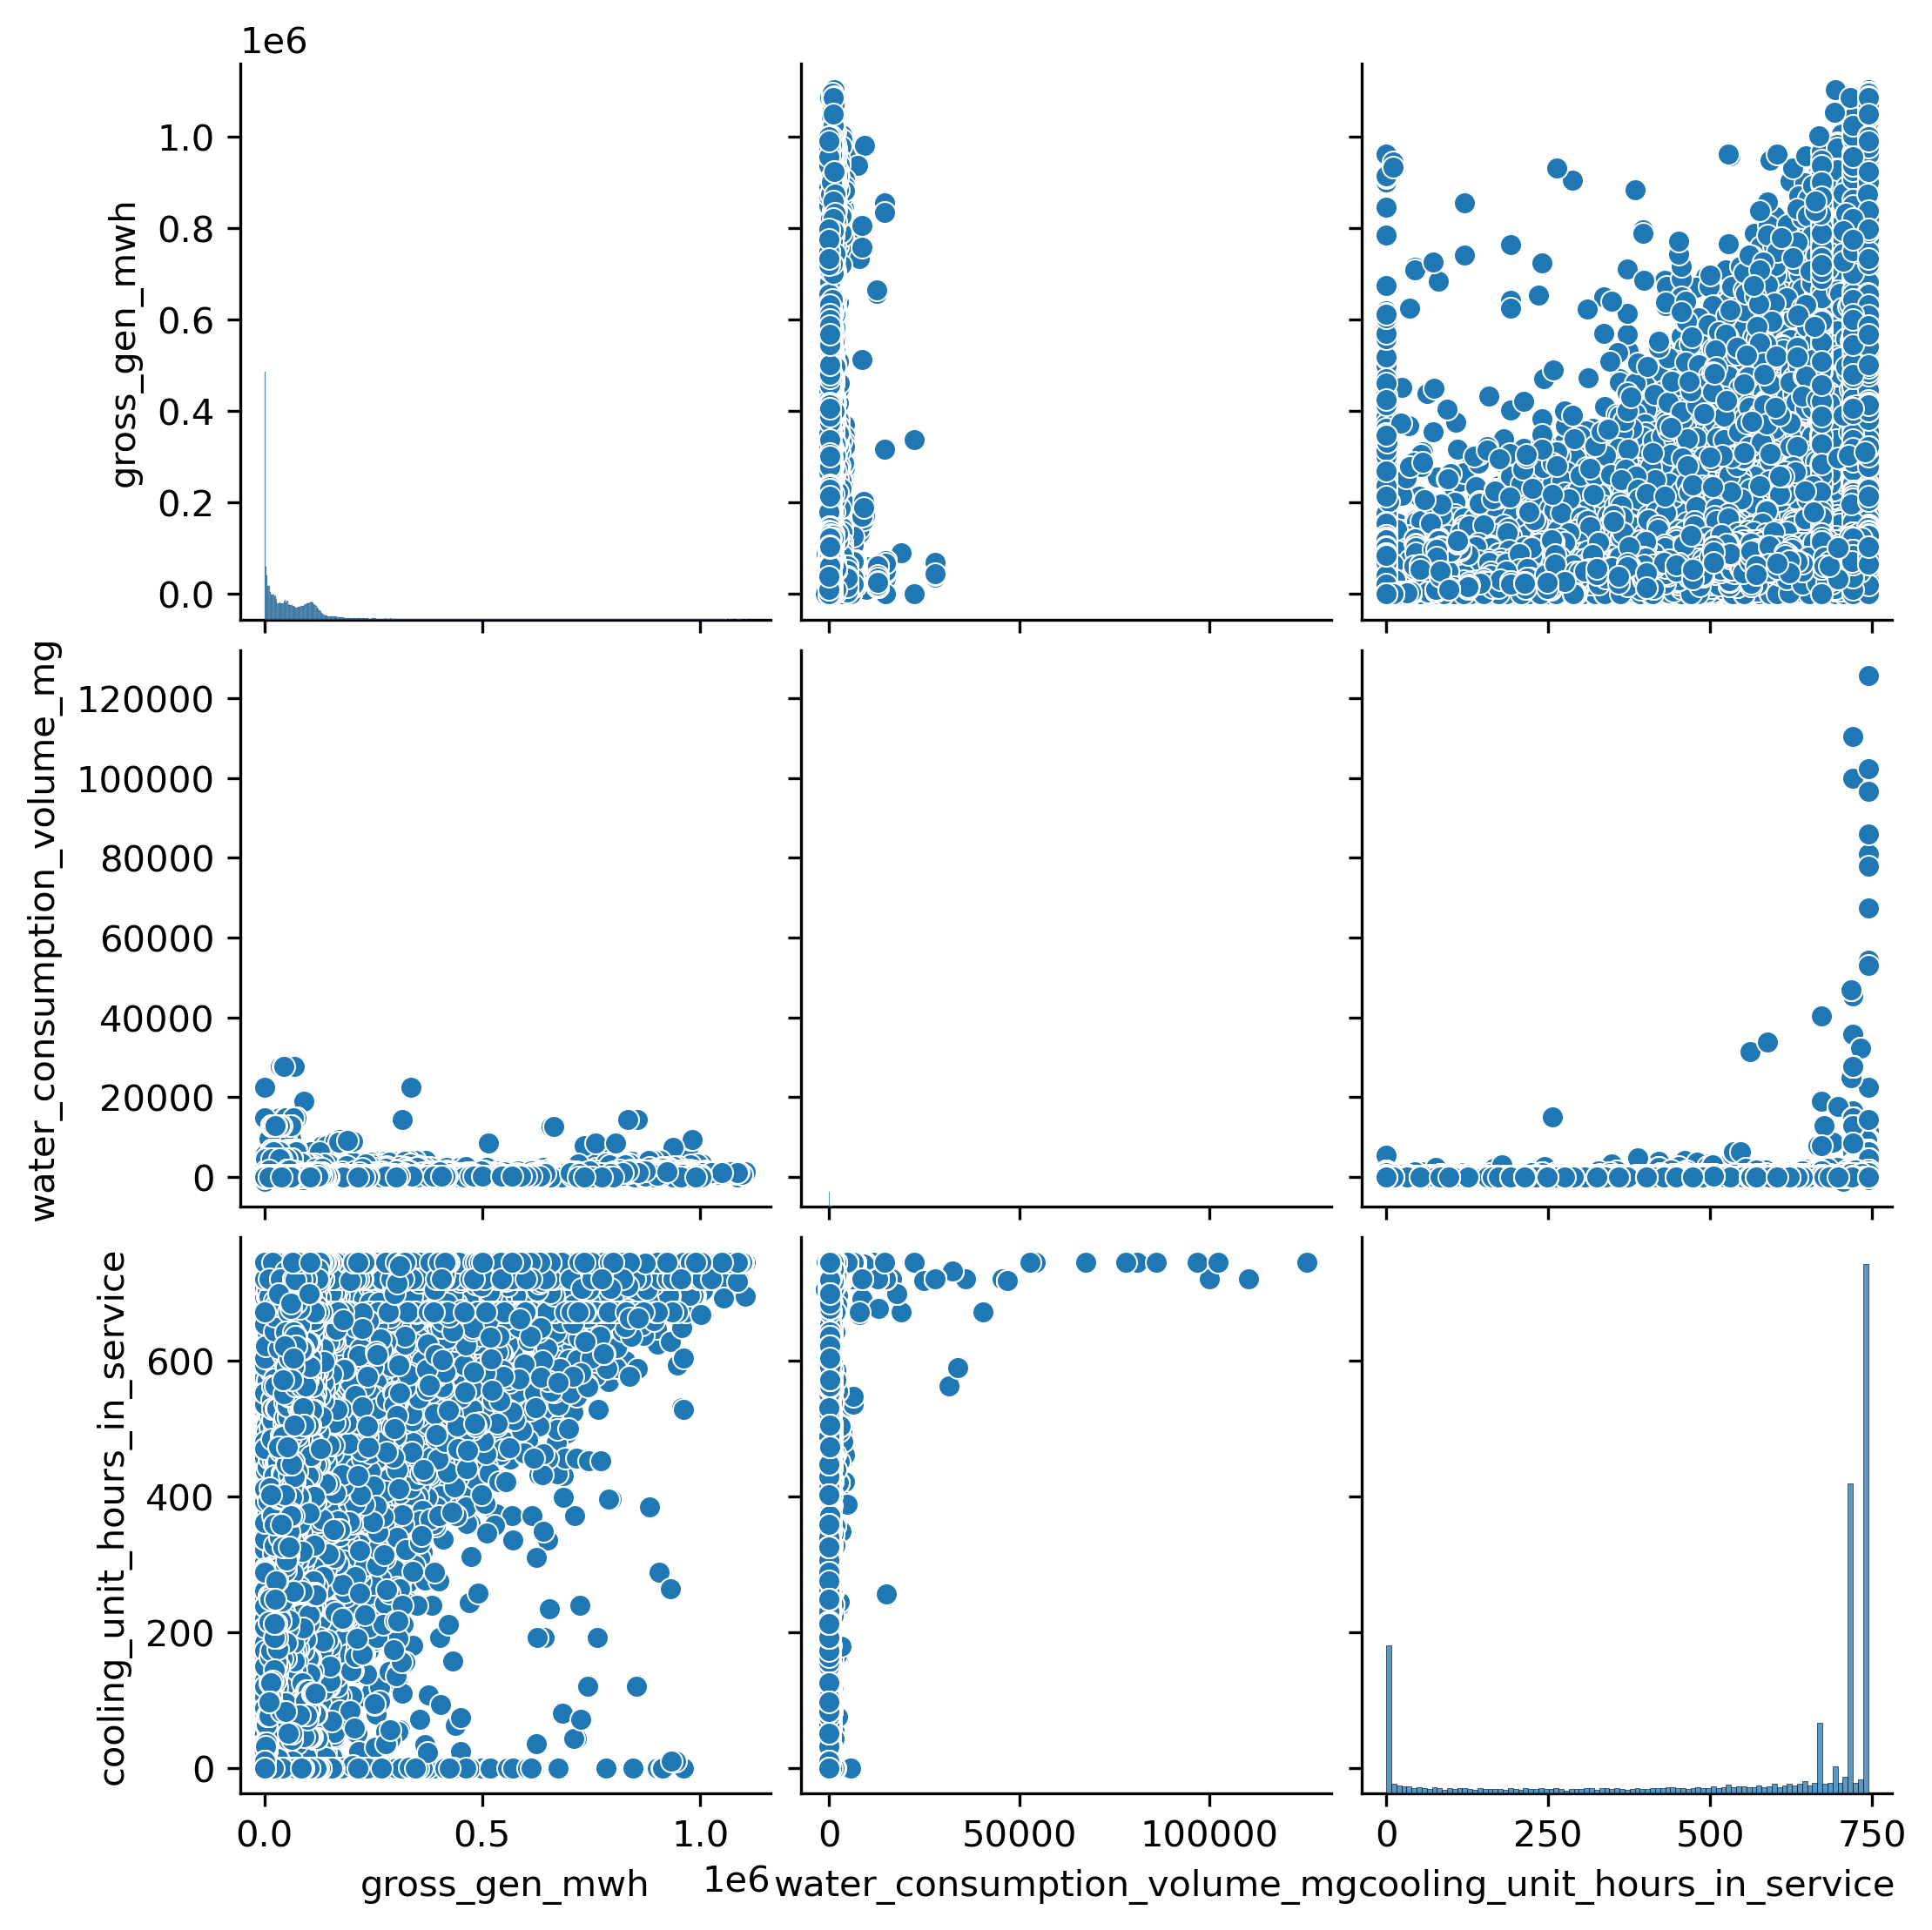 1e6
gross_gen_mwh
1.0
0.8
0.6
0.4
0.2
0.0
water_consumption_volume_mg
120000
100000
80000
60000
40000
20000
0
cooling_unit_hours_in_service
600
400
200
0
0.0 0.5 1.0
1e6
gross_gen_mwh
0 50000 100000
water_consumption_volume_mg
0 250 500 750
cooling_unit_hours_in_service